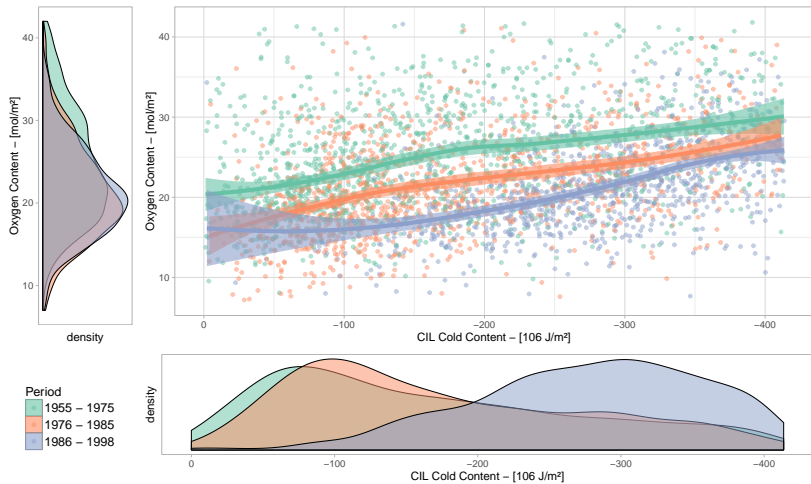 40
30
20
10
Oxygen Content – [mol/m²]
density
40
30
20
10
Oxygen Content – [mol/m²]
0 −100 −200 −300 −400
CIL Cold Content – [106 J/m²]
density
0 −100 −200 −300 −400
CIL Cold Content – [106 J/m²]
Period
1955 – 1975
1976 – 1985
1986 – 1998